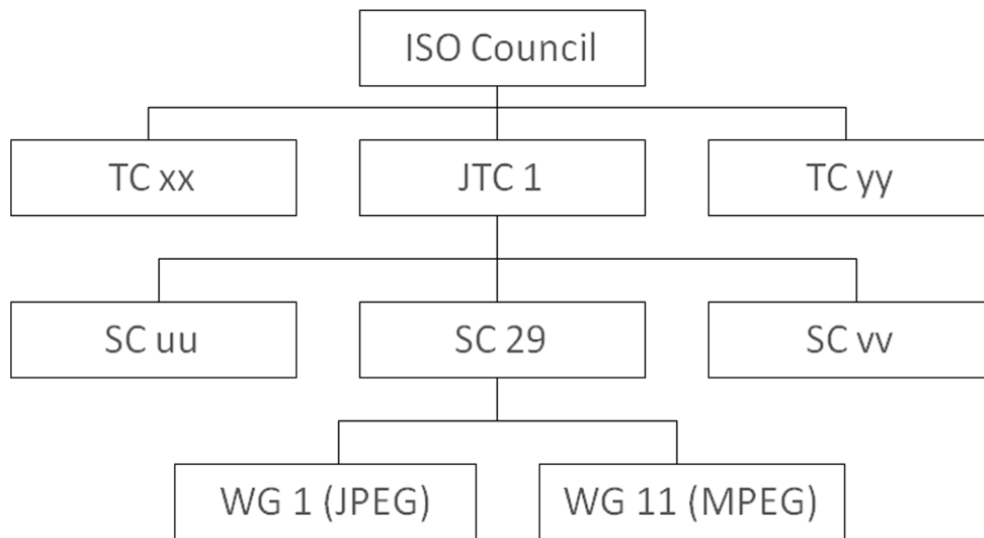 ISO Council
TC xx
JTC 1
TC yy
SC uu
SC 29
SC vv
WG 1 (JPEG)
WG 11 (MPEG)